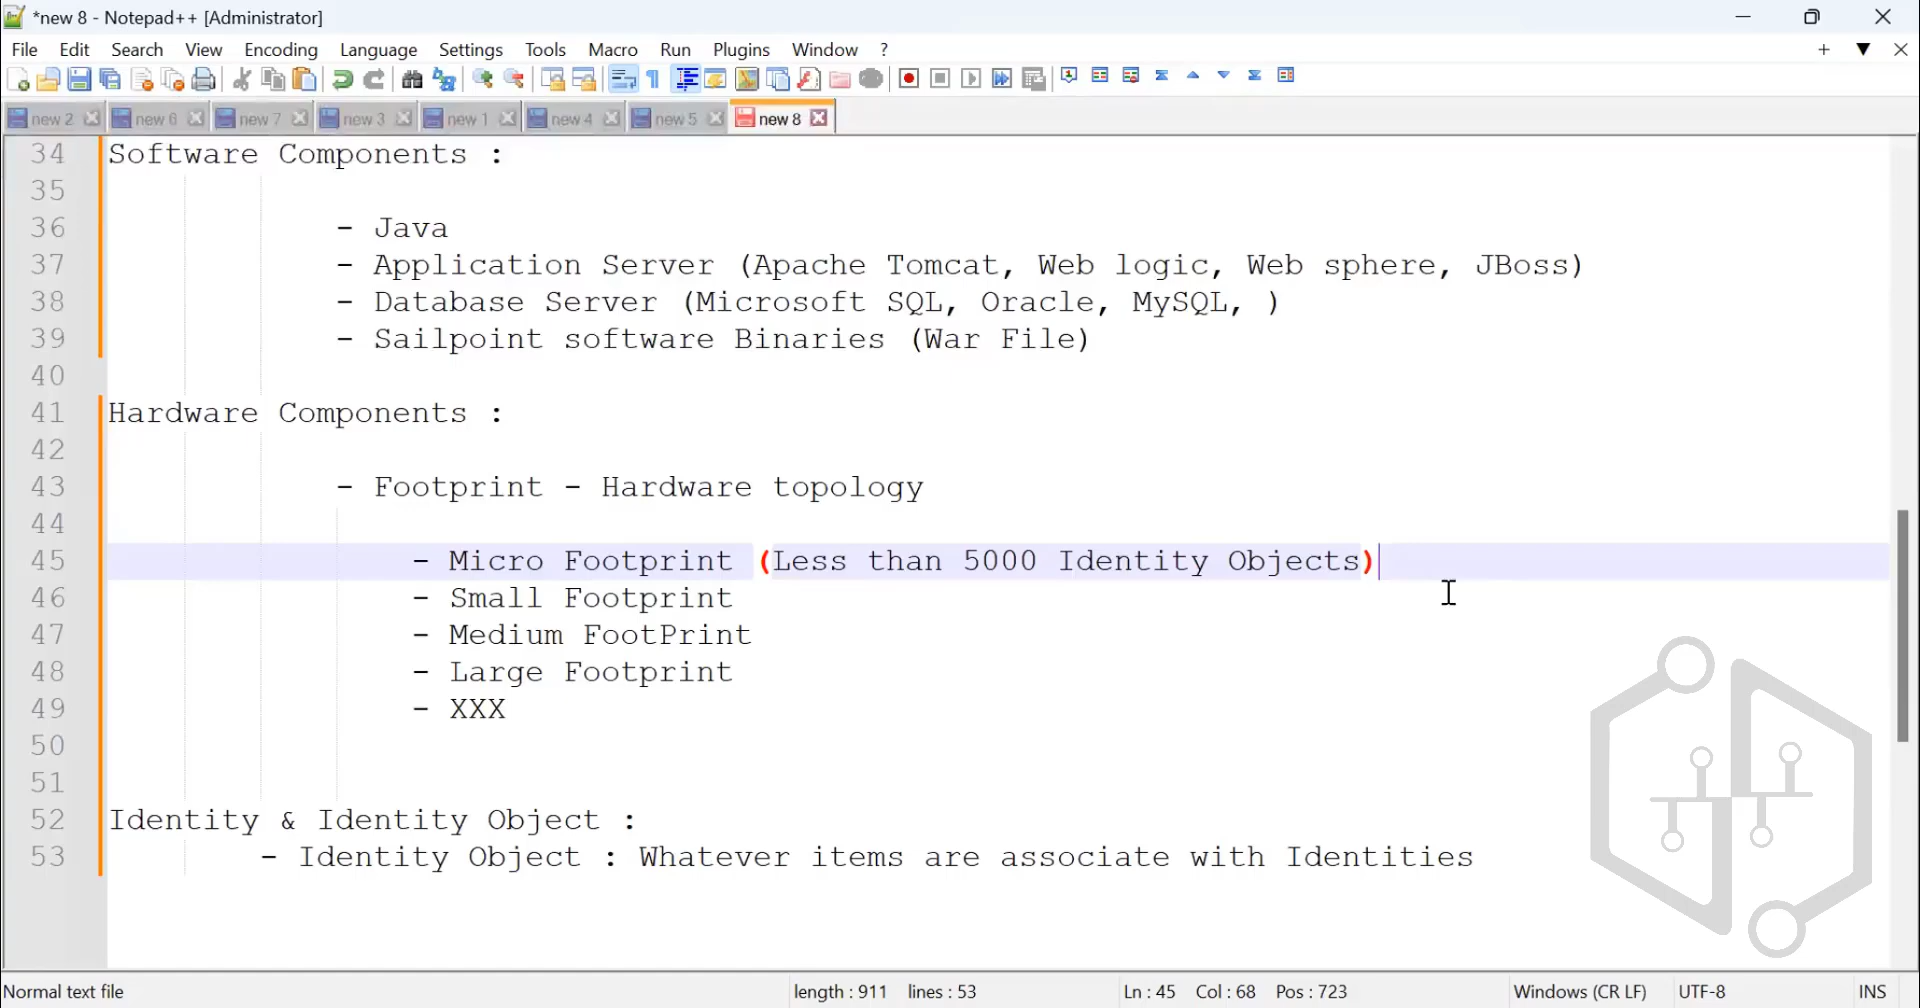 *new 8 - Notepad++ [Administrator]
File Edit Search View Encoding Language Settings Tools Macro Run Plugins Window ?
new 2 new 6 new 7 new 3 new 1 new 4 new 5 new 8
34 Software Components :
35
36 - Java
37 - Application Server (Apache Tomcat, Web logic, Web sphere, JBoss)
38 - Database Server (Microsoft SQL, Oracle, MySQL, )
39 - Sailpoint software Binaries (War File)
40
41 Hardware Components :
42
43 - Footprint - Hardware topology
44
45 - Micro Footprint (Less than 5000 Identity Objects)
46 - Small Footprint
47 - Medium FootPrint
48 - Large Footprint
49 - XXX
50
51
52 Identity & Identity Object :
53 - Identity Object : Whatever items are associate with Identities
Normal text file length : 911 lines : 53 Ln : 45 Col : 68 Pos : 723 Windows (CR LF) UTF-8 INS